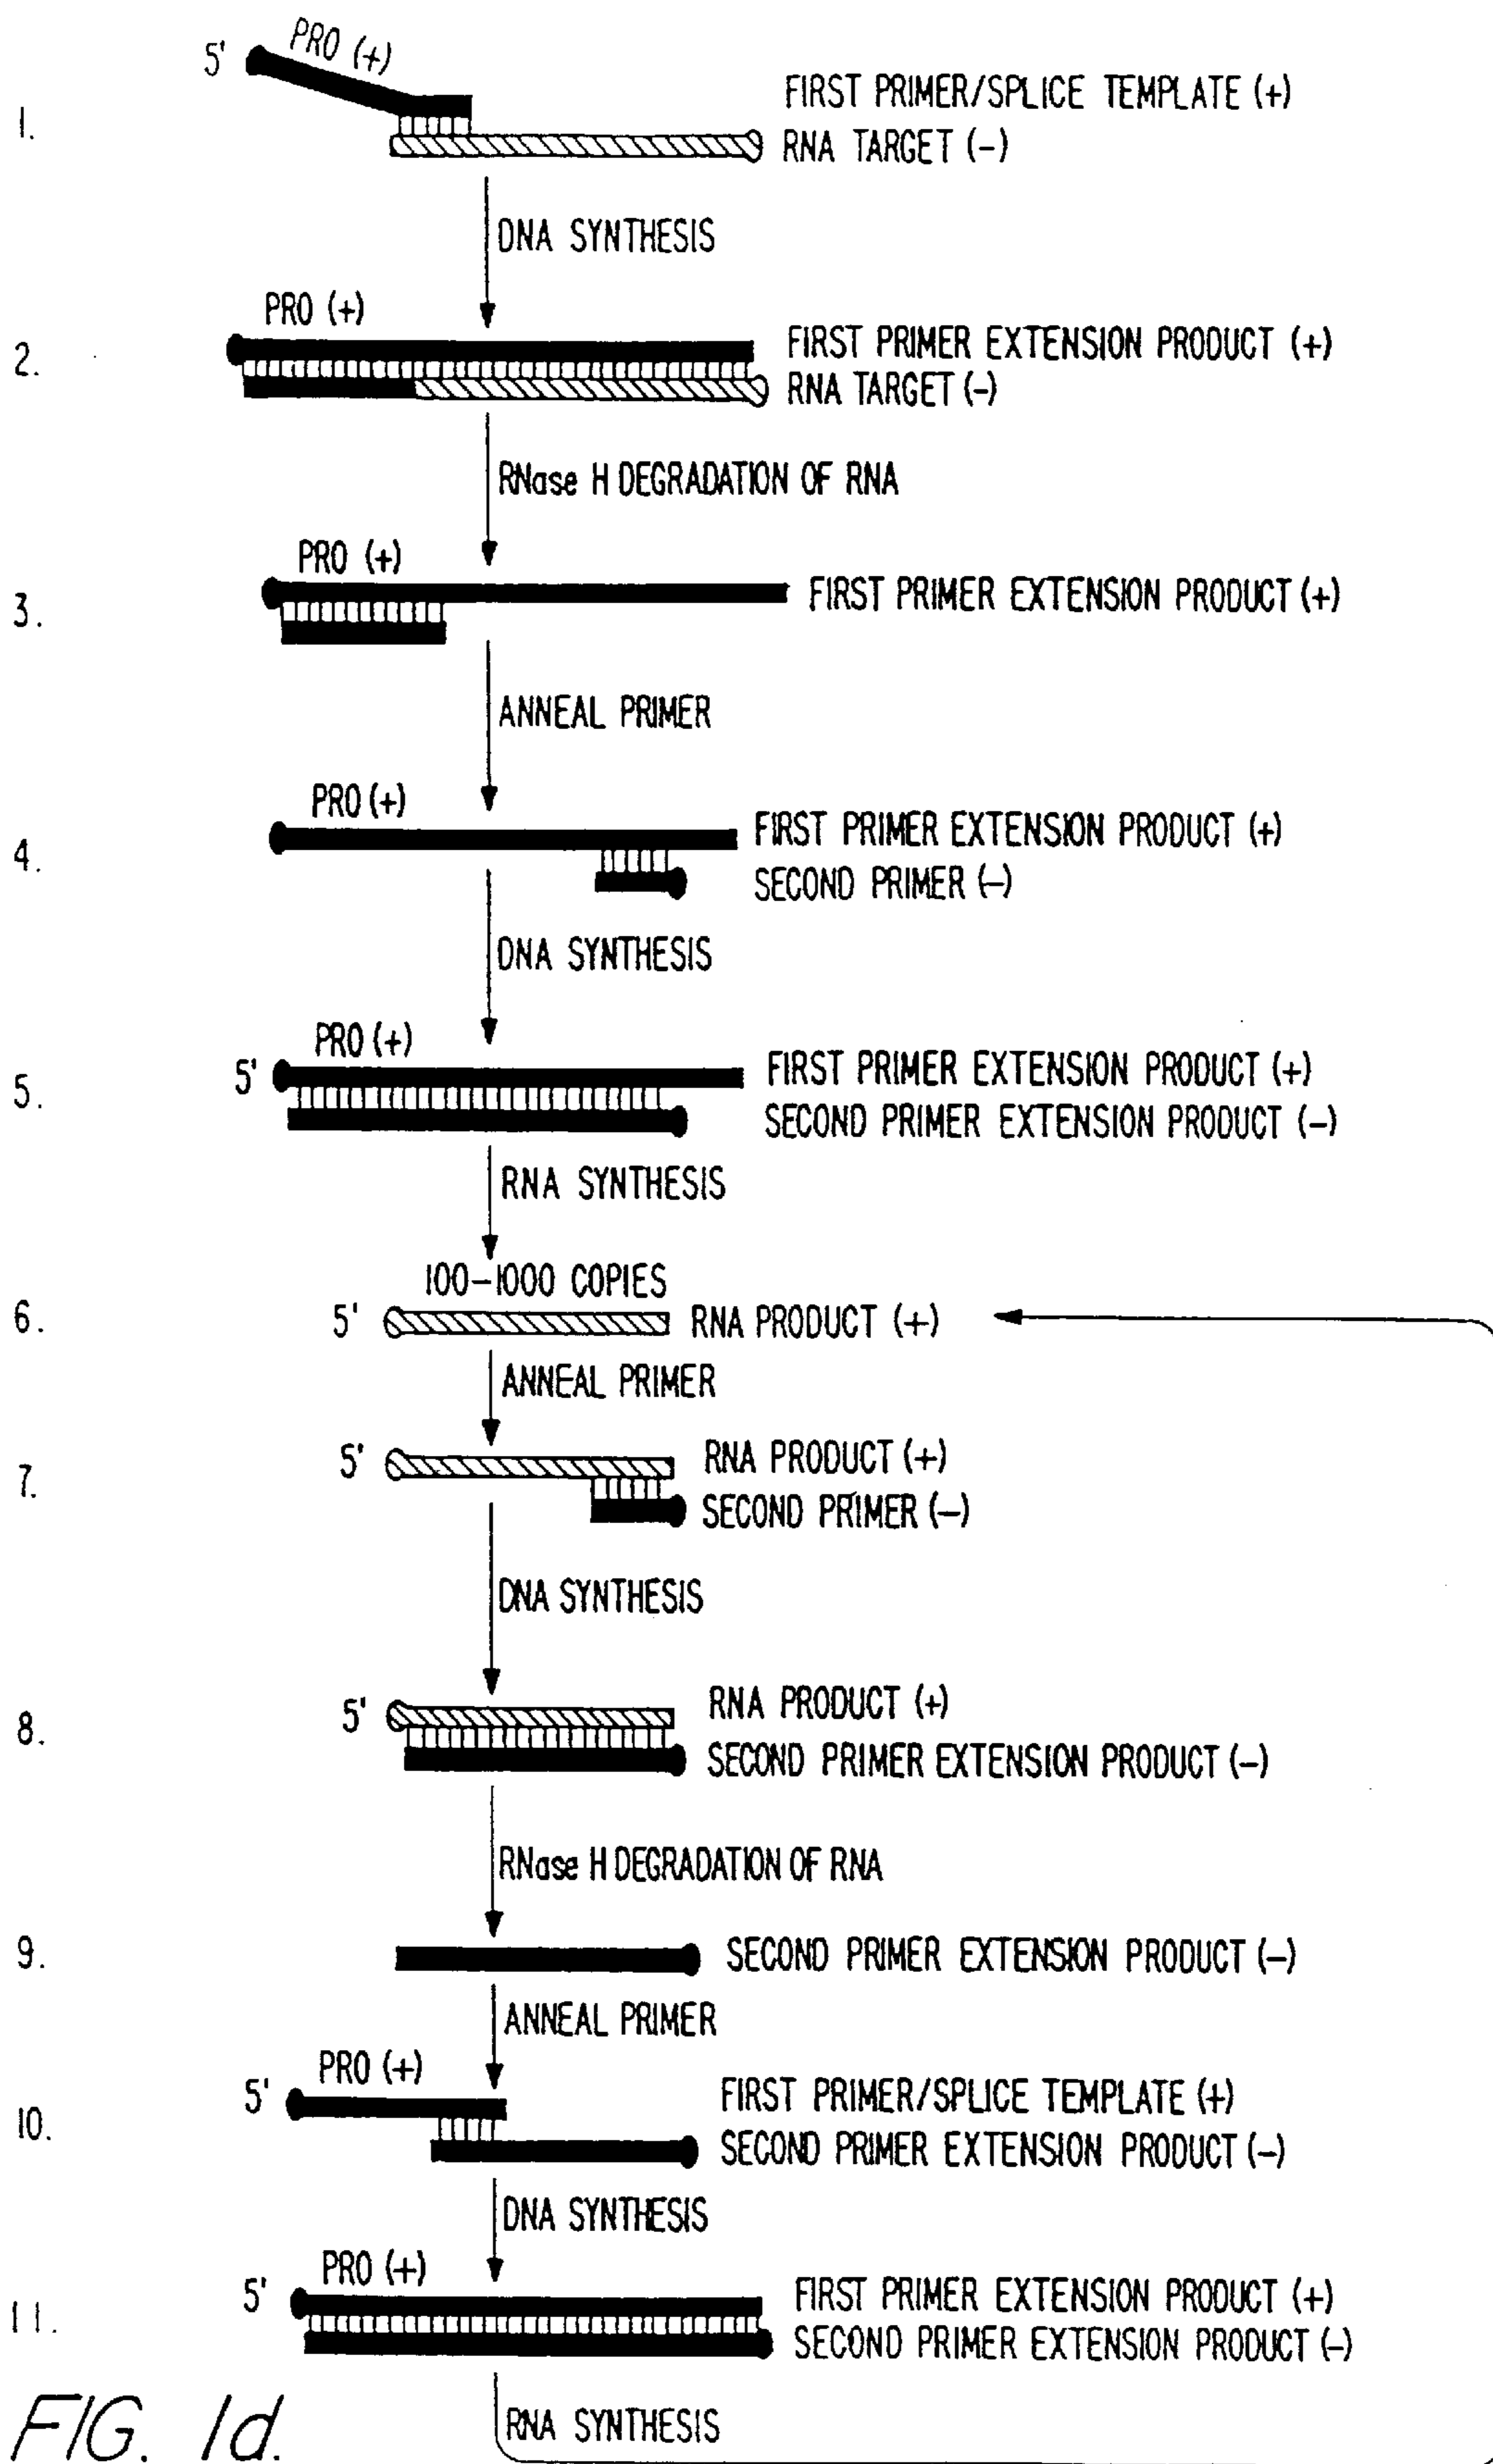 5' PRO (+)
1.
FIRST PRIMER/SPLICE TEMPLATE (+)
RNA TARGET (-)
DNA SYNTHESIS
PRO (+)
2.
FIRST PRIMER EXTENSION PRODUCT (+)
RNA TARGET (-)
RNase H DEGRADATION OF RNA
PRO (+)
3.
FIRST PRIMER EXTENSION PRODUCT (+)
ANNEAL PRIMER
PRO (+)
4.
FIRST PRIMER EXTENSION PRODUCT (+)
SECOND PRIMER (-)
DNA SYNTHESIS
PRO (+)
5.
5' FIRST PRIMER EXTENSION PRODUCT (+)
SECOND PRIMER EXTENSION PRODUCT (-)
RNA SYNTHESIS
100-1000 COPIES
6.
5' RNA PRODUCT (+)
ANNEAL PRIMER
7.
5' RNA PRODUCT (+)
SECOND PRIMER (-)
DNA SYNTHESIS
8.
5' RNA PRODUCT (+)
SECOND PRIMER EXTENSION PRODUCT (-)
RNase H DEGRADATION OF RNA
9.
SECOND PRIMER EXTENSION PRODUCT (-)
ANNEAL PRIMER
PRO (+)
10.
5' FIRST PRIMER/SPLICE TEMPLATE (+)
SECOND PRIMER EXTENSION PRODUCT (-)
DNA SYNTHESIS
PRO (+)
11.
5' FIRST PRIMER EXTENSION PRODUCT (+)
SECOND PRIMER EXTENSION PRODUCT (-)
RNA SYNTHESIS
FIG. 1d.